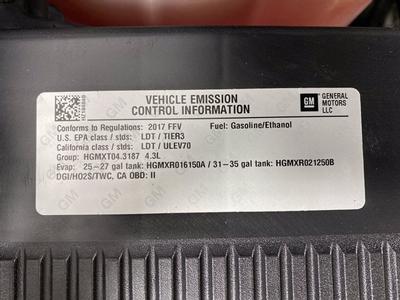 VEHICLE EMISSION
CONTROL INFORMATION
GM
GENERAL
MOTORS
LLC
Conforms to Regulations: 2017 FFV Fuel: Gasoline/Ethanol
U.S. EPA class / stds: LDT / TIER3
California class / stds: LDT / ULEV70
Group: HGMXT04.3187 4.3L
Evap: 25–27 gal tank: HGMXR016150A / 31–35 gal tank: HGMXR021250B
DGI/HO2S/TWC, CA OBD: II